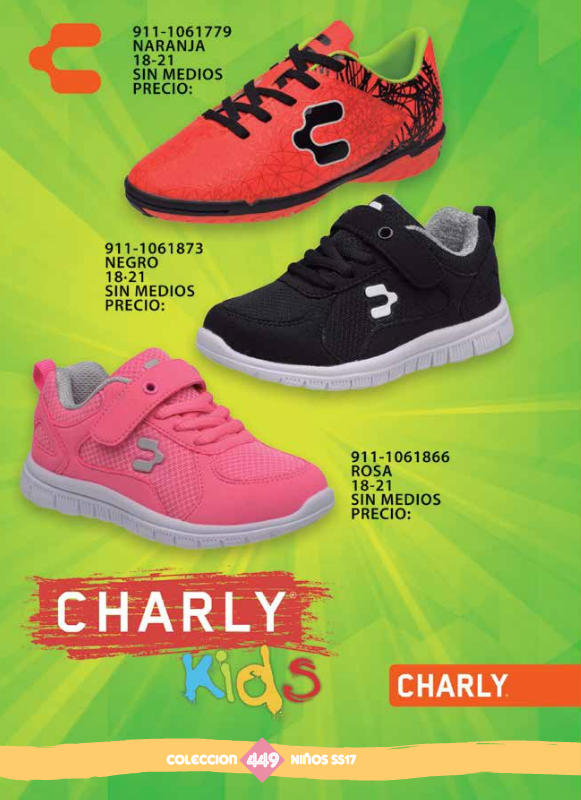 911-1061779
NARANJA
18-21
SIN MEDIOS
PRECIO:
911-1061873
NEGRO
18-21
SIN MEDIOS
PRECIO:
911-1061866
ROSA
18-21
SIN MEDIOS
PRECIO:
CHARLY®
Kids
CHARLY
COLECCION 449 NIÑOS SS17